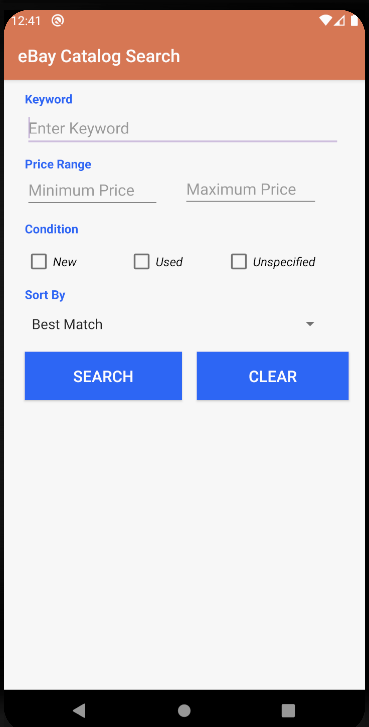 12:41
eBay Catalog Search
Keyword
Enter Keyword
Price Range
Minimum Price Maximum Price
Condition
New Used Unspecified
Sort By
Best Match
SEARCH CLEAR